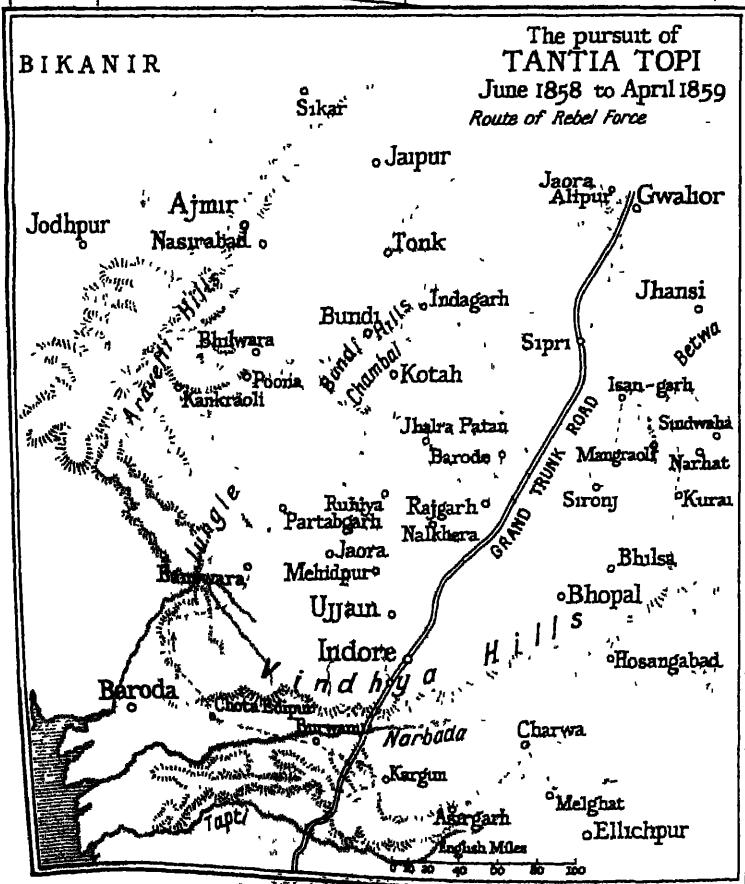 The pursuit of
TANTIA TOPI
June 1858 to April 1859
Route of Rebel Force
BIKANIR
Sikar
Jaipur
Jaora
Alipur
Gwalior
Ajmir
Jodhpur
Nasirabad
Tonk
Jhansi
Aravelli Hills
Bundi
Bundi Hills
Indagarh
Sipri
Betwa
Bhilwara
Chambal
Kotah
Poona
Kankraoli
Isan-garh
Jhalra Patan
Sindwaha
Barode
Mangraoli
Narhat
GRAND TRUNK ROAD
Jungle
Ruhiya
Partabgarh
Rajgarh
Nalkhera
Sironj
Kurai
Jaora
Mehidpur
Bhilsa
Banswara
Ujjain
Bhopal
Indore
Vindhya Hills
Hosangabad
Baroda
Chota Edipur
Burwani
Narbada
Charwa
Kargun
Melghat
Asirgarh
Tapti
Ellichpur
English Miles
0 10 20 40 60 80 100